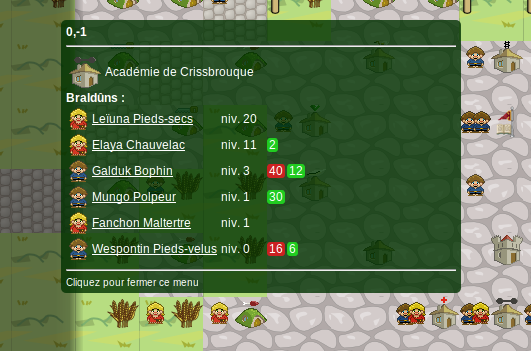 0,-1
Académie de Crissbrouque
Braldûns :
Leïuna Pieds-secs niv. 20
Elaya Chauvelac niv. 11 2
Galduk Bophin niv. 3 40 12
Mungo Polpeur niv. 1 30
Fanchon Maltertre niv. 1
Wespontin Pieds-velus niv. 0 16 6
Cliquez pour fermer ce menu